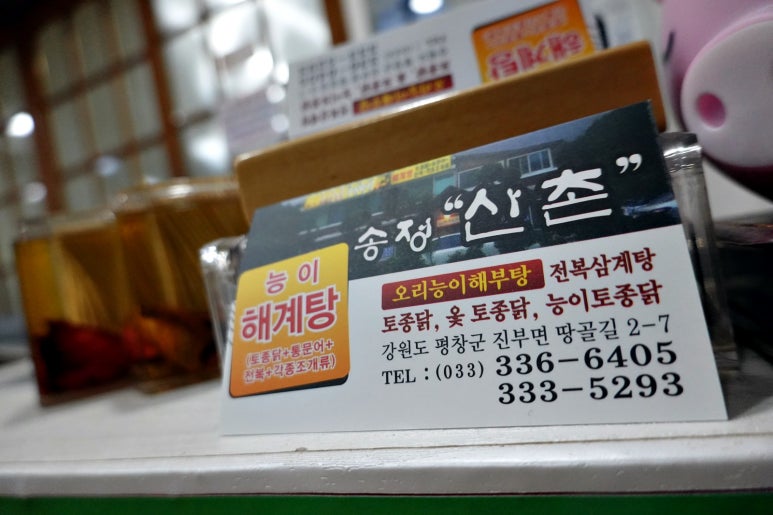 해계탕
송정 "산촌"
능이
해계탕
(토종닭+통문어+
전복+각종조개류)
오리능이해부탕 전복삼계탕
토종닭, 옻 토종닭, 능이토종닭
강원도 평창군 진부면 땅골길 2-7
TEL : (033) 336-6405
333-5293